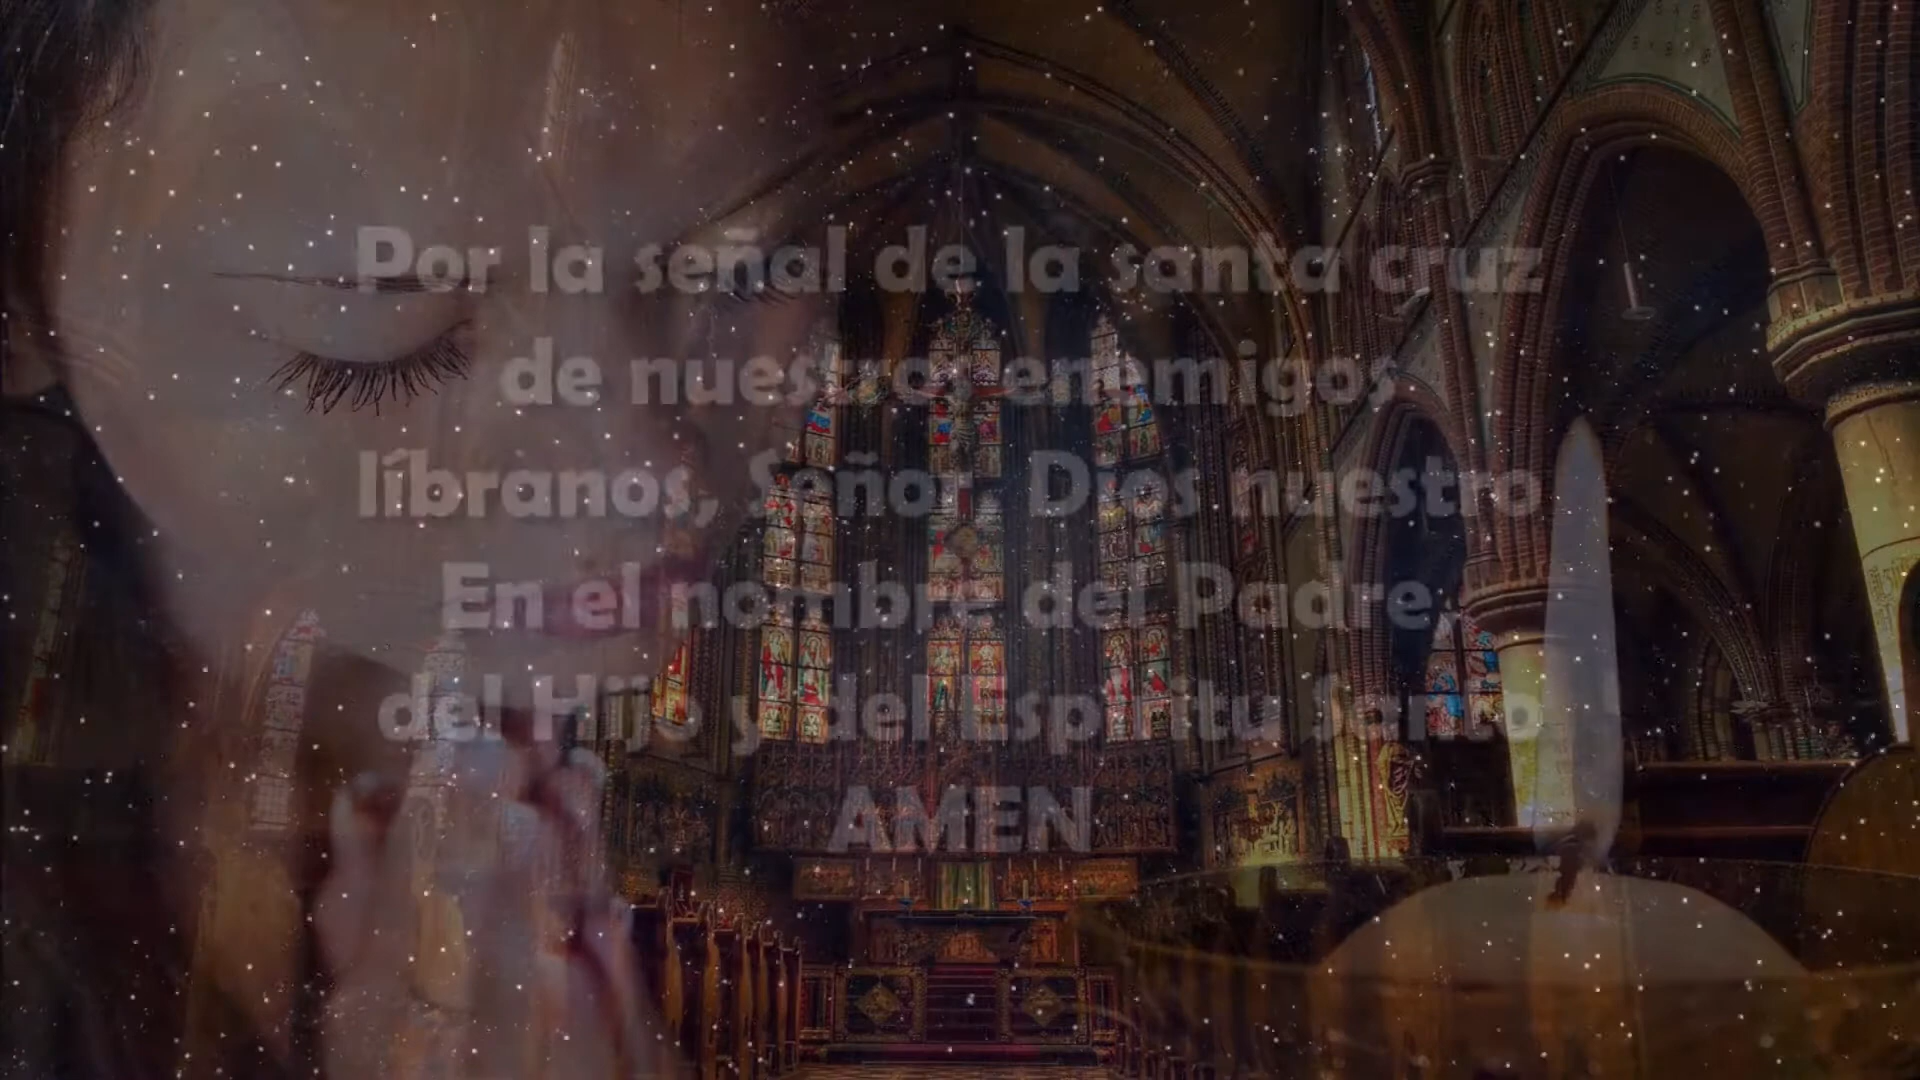 Por la señal de la santa cruz
de nuestros enemigos
líbranos, Señor, Dios nuestro
En el nombre del Padre,
del Hijo y del Espíritu Santo
AMEN